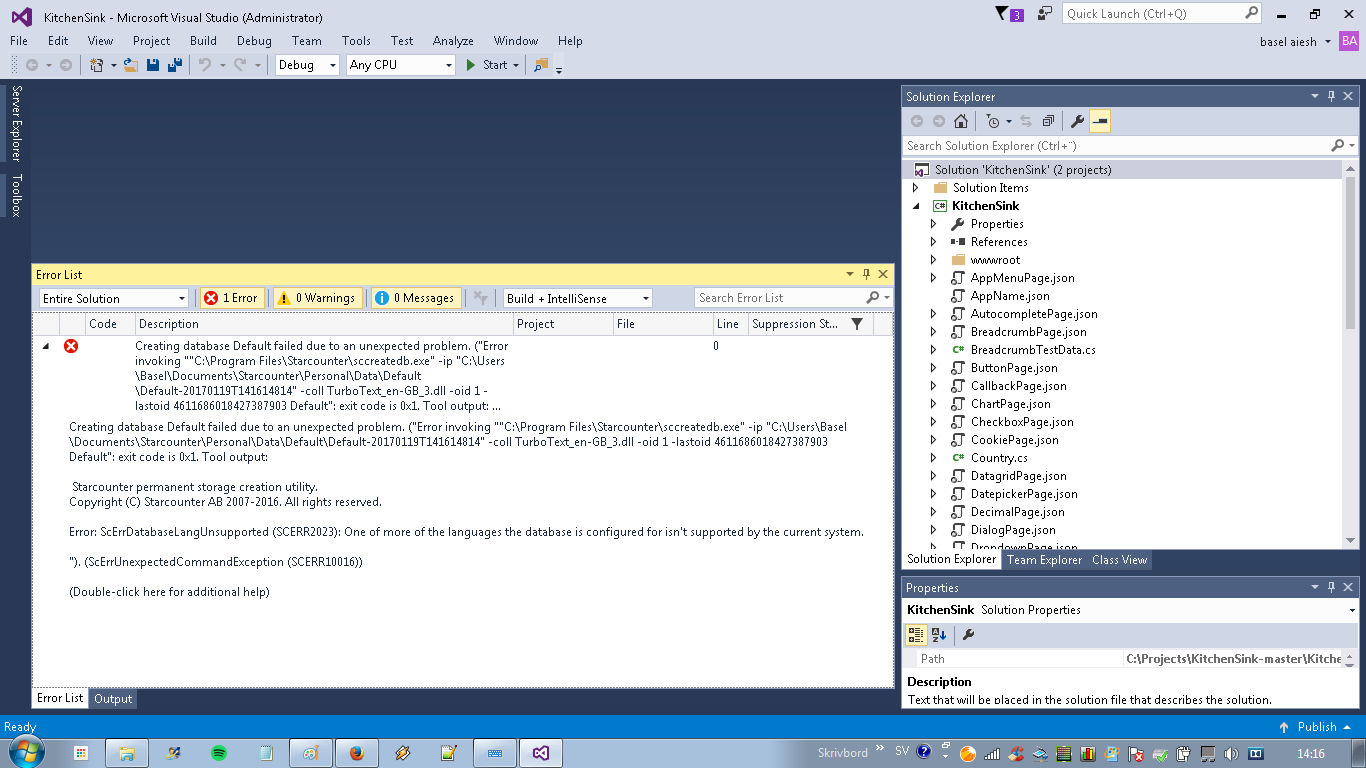 KitchenSink - Microsoft Visual Studio (Administrator)
3
Quick Launch (Ctrl+Q)
File Edit View Project Build Debug Team Tools Test Analyze Window Help
basel aiesh BA
Debug Any CPU Start
Server Explorer
Toolbox
Error List
Entire Solution 1 Error 0 Warnings 0 Messages Build + IntelliSense Search Error List
Code Description Project File Line Suppression St...
Creating database Default failed due to an unexpected problem. ("Error 0
invoking ""C:\Program Files\Starcounter\sccreatedb.exe" -ip "C:\Users
\Basel\Documents\Starcounter\Personal\Data\Default
\Default-20170119T141614814" -coll TurboText_en-GB_3.dll -oid 1 -
lastoid 4611686018427387903 Default": exit code is 0x1. Tool output: ...
Creating database Default failed due to an unexpected problem. ("Error invoking ""C:\Program Files\Starcounter\sccreatedb.exe" -ip "C:\Users\Basel
\Documents\Starcounter\Personal\Data\Default\Default-20170119T141614814" -coll TurboText_en-GB_3.dll -oid 1 -lastoid 4611686018427387903
Default": exit code is 0x1. Tool output:
Starcounter permanent storage creation utility.
Copyright (C) Starcounter AB 2007-2016. All rights reserved.
Error: ScErrDatabaseLangUnsupported (SCERR2023): One of more of the languages the database is configured for isn't supported by the current system.
"). (ScErrUnexpectedCommandException (SCERR10016))
(Double-click here for additional help)
Error List Output
Solution Explorer
Search Solution Explorer (Ctrl+¨)
Solution 'KitchenSink' (2 projects)
Solution Items
C# KitchenSink
Properties
References
wwwroot
AppMenuPage.json
AppName.json
AutocompletePage.json
BreadcrumbPage.json
C# BreadcrumbTestData.cs
ButtonPage.json
CallbackPage.json
ChartPage.json
CheckboxPage.json
CookiePage.json
C# Country.cs
DatagridPage.json
DatepickerPage.json
DecimalPage.json
DialogPage.json
DropdownPage.json
Solution Explorer Team Explorer Class View
Properties
KitchenSink Solution Properties
Path C:\Projects\KitchenSink-master\Kitche
Description
Text that will be placed in the solution file that describes the solution.
Ready Publish
Skrivbord » SV 14:16